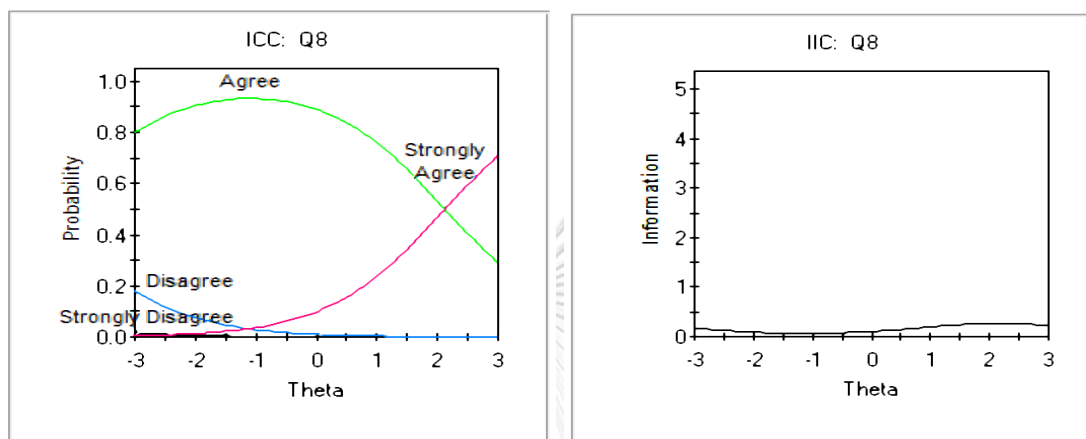 ICC: Q8
1.0
0.8
0.6
0.4
0.2
0.0
Probability
Agree
Strongly
Agree
Disagree
Strongly Disagree
-3 -2 -1 0 1 2 3
Theta
IIC: Q8
5
4
3
2
1
0
Information
-3 -2 -1 0 1 2 3
Theta